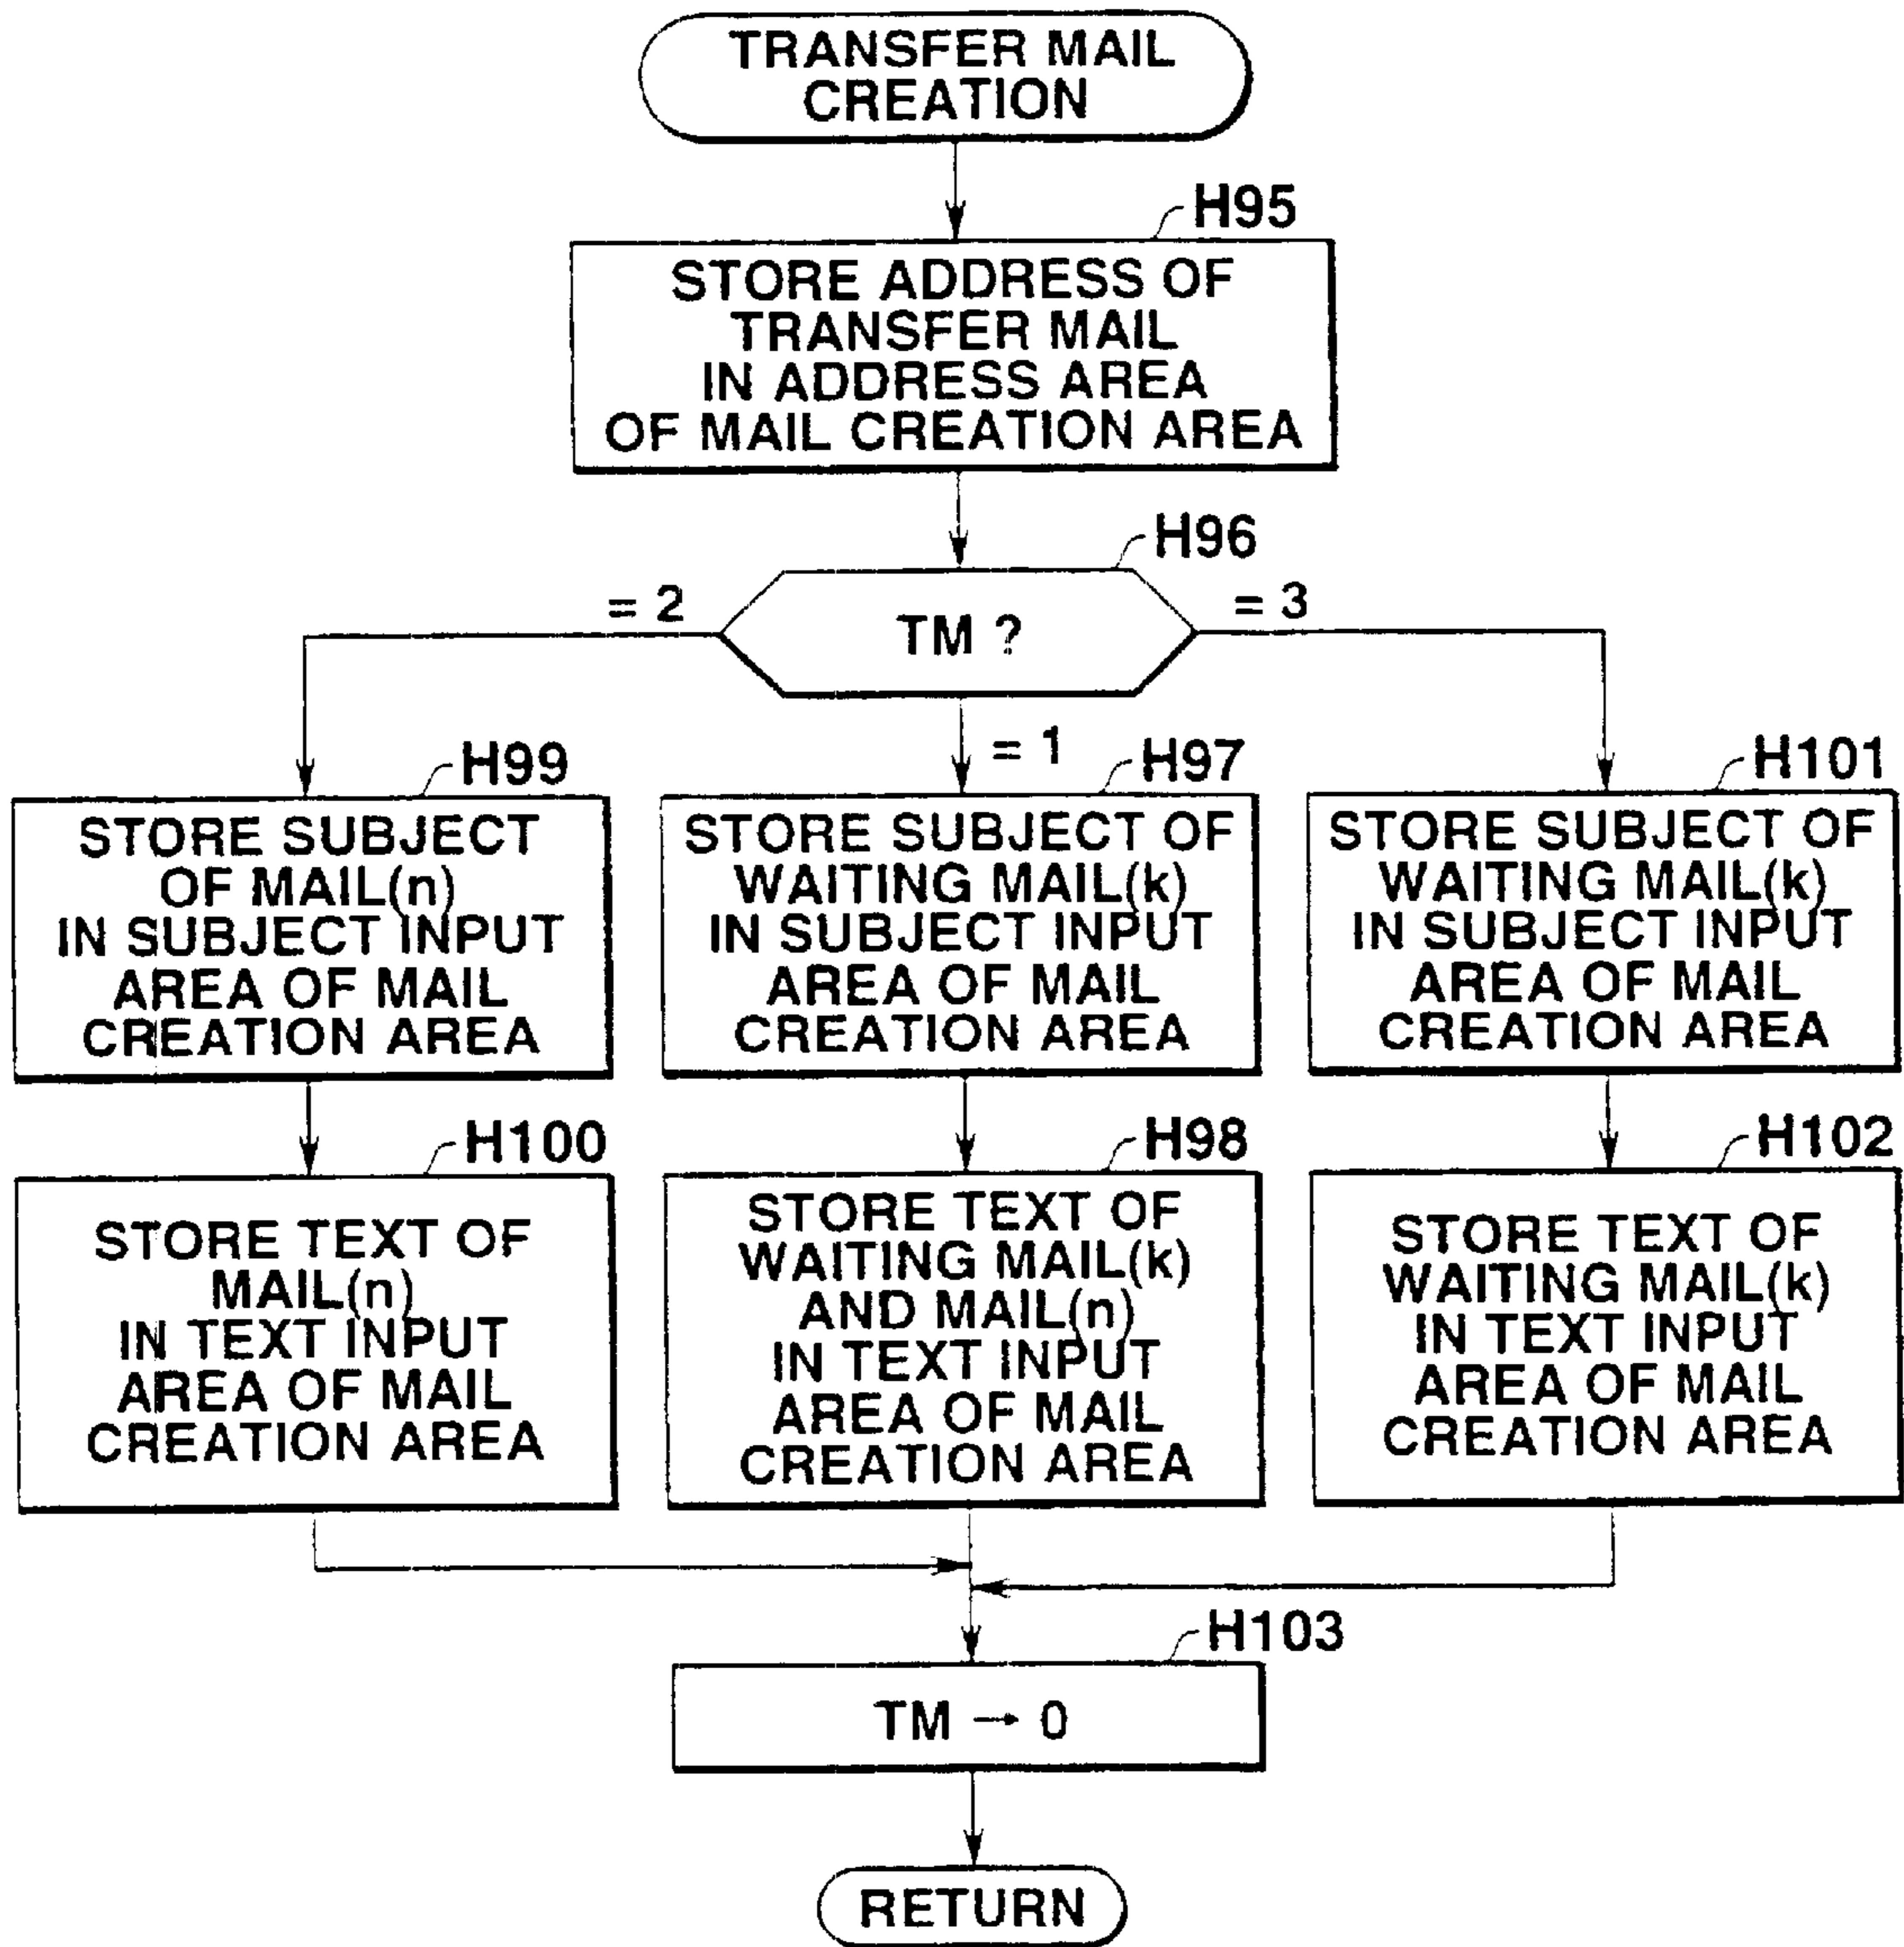 TRANSFER MAIL
CREATION
H95
STORE ADDRESS OF
TRANSFER MAIL
IN ADDRESS AREA
OF MAIL CREATION AREA
H96
= 2
TM ?
= 3
= 1
H99
STORE SUBJECT
OF MAIL(n)
IN SUBJECT INPUT
AREA OF MAIL
CREATION AREA
H97
STORE SUBJECT OF
WAITING MAIL(k)
IN SUBJECT INPUT
AREA OF MAIL
CREATION AREA
H101
STORE SUBJECT OF
WAITING MAIL(k)
IN SUBJECT INPUT
AREA OF MAIL
CREATION AREA
H100
STORE TEXT OF
MAIL(n)
IN TEXT INPUT
AREA OF MAIL
CREATION AREA
H98
STORE TEXT OF
WAITING MAIL(k)
AND MAIL(n)
IN TEXT INPUT
AREA OF MAIL
CREATION AREA
H102
STORE TEXT OF
WAITING MAIL(k)
IN TEXT INPUT
AREA OF MAIL
CREATION AREA
H103
TM → 0
RETURN